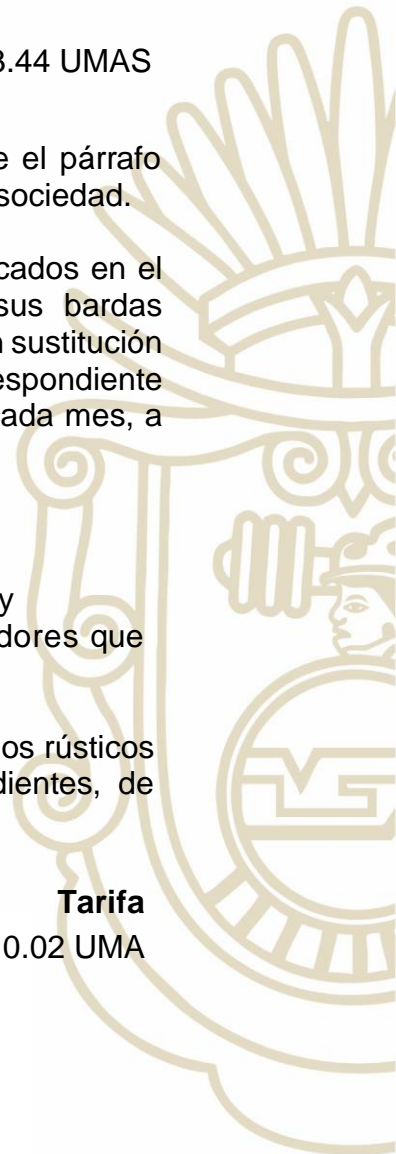 3.44 UMAS
e el párrafo
sociedad.
cados en el
sus bardas
n sustitución
espondiente
ada mes, a
y
dores que
os rústicos
dientes, de
Tarifa
0.02 UMA